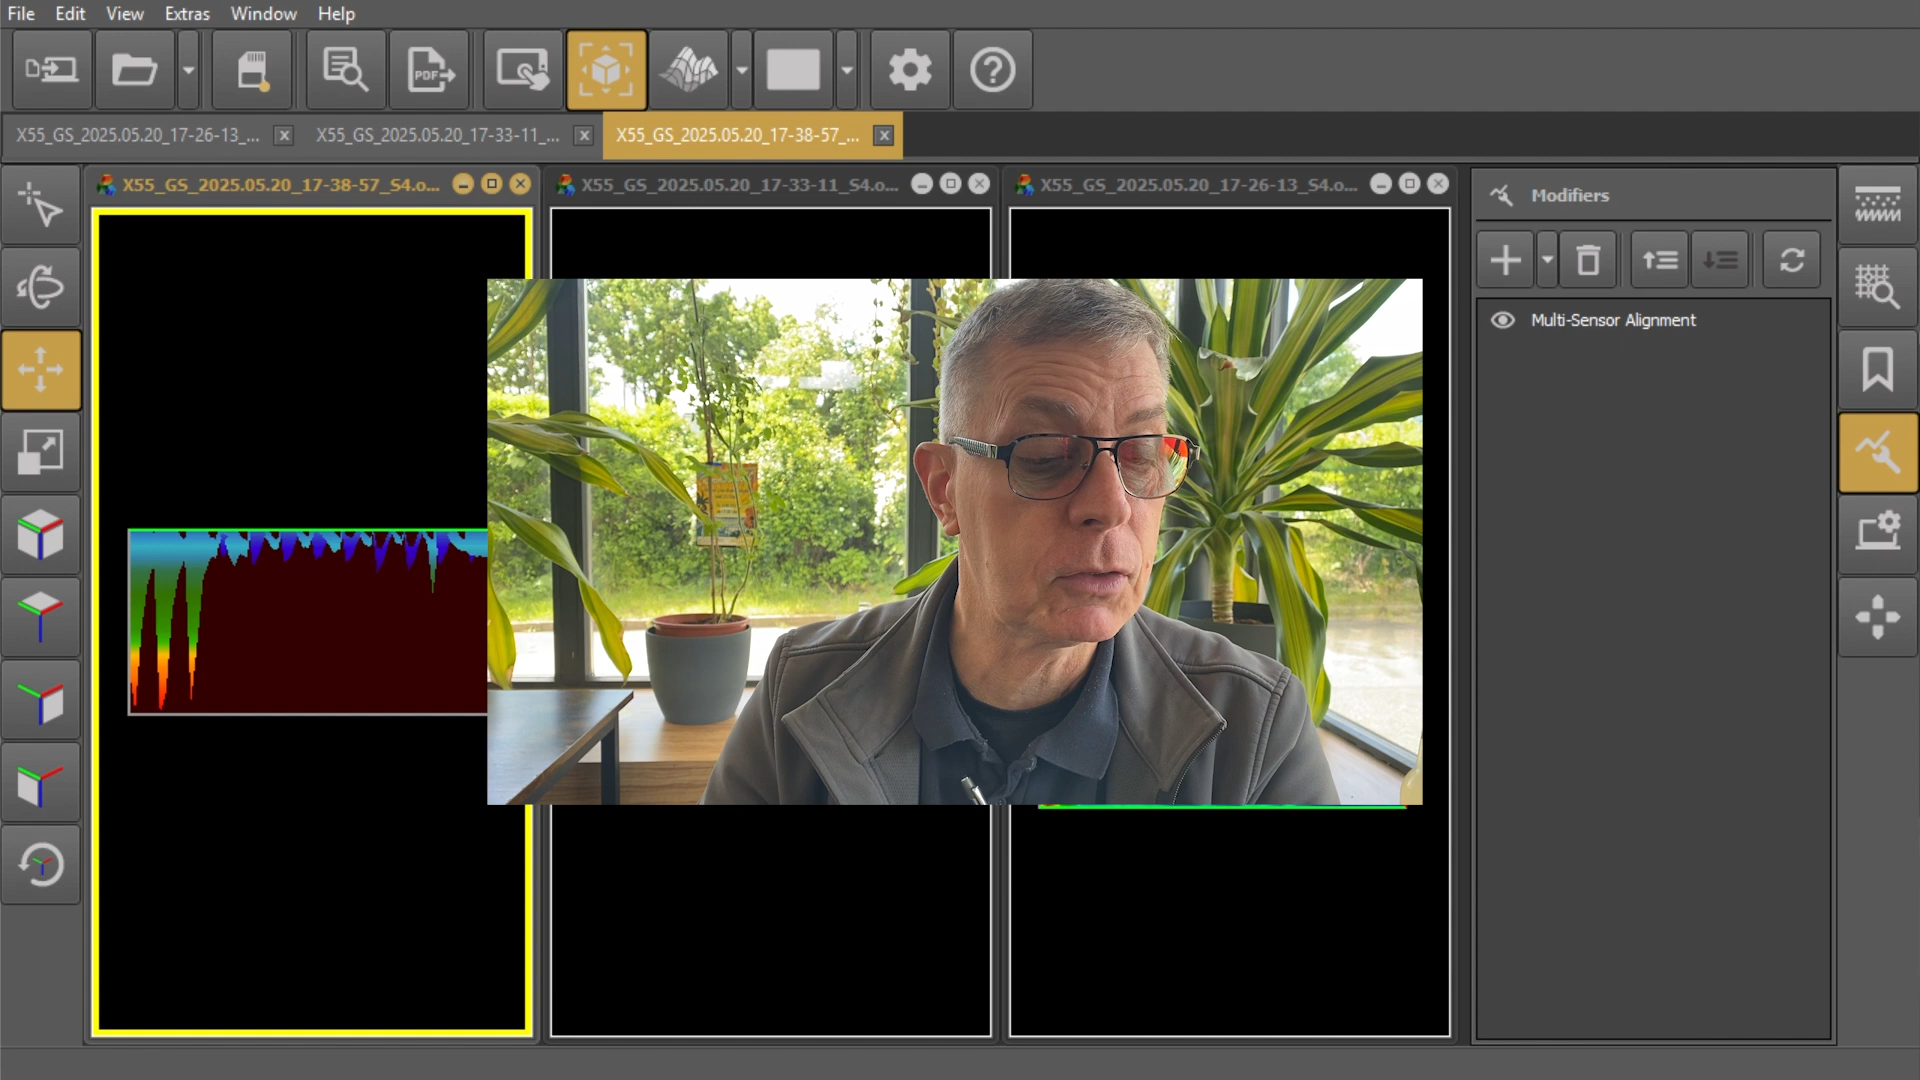 File Edit View Extras Window Help
PDF
X55_GS_2025.05.20_17-26-13_...
X55_GS_2025.05.20_17-33-11_...
X55_GS_2025.05.20_17-38-57_...
X55_GS_2025.05.20_17-38-57_S4.o...
X55_GS_2025.05.20_17-33-11_S4.o...
X55_GS_2025.05.20_17-26-13_S4.o...
Modifiers
Multi-Sensor Alignment